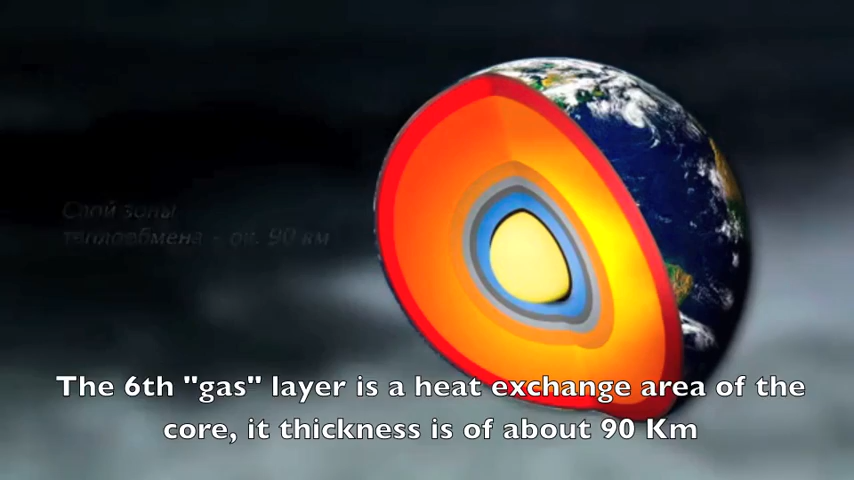 Слой зоны
теплообмена - ок. 90 км
The 6th "gas" layer is a heat exchange area of the
core, it thickness is of about 90 Km